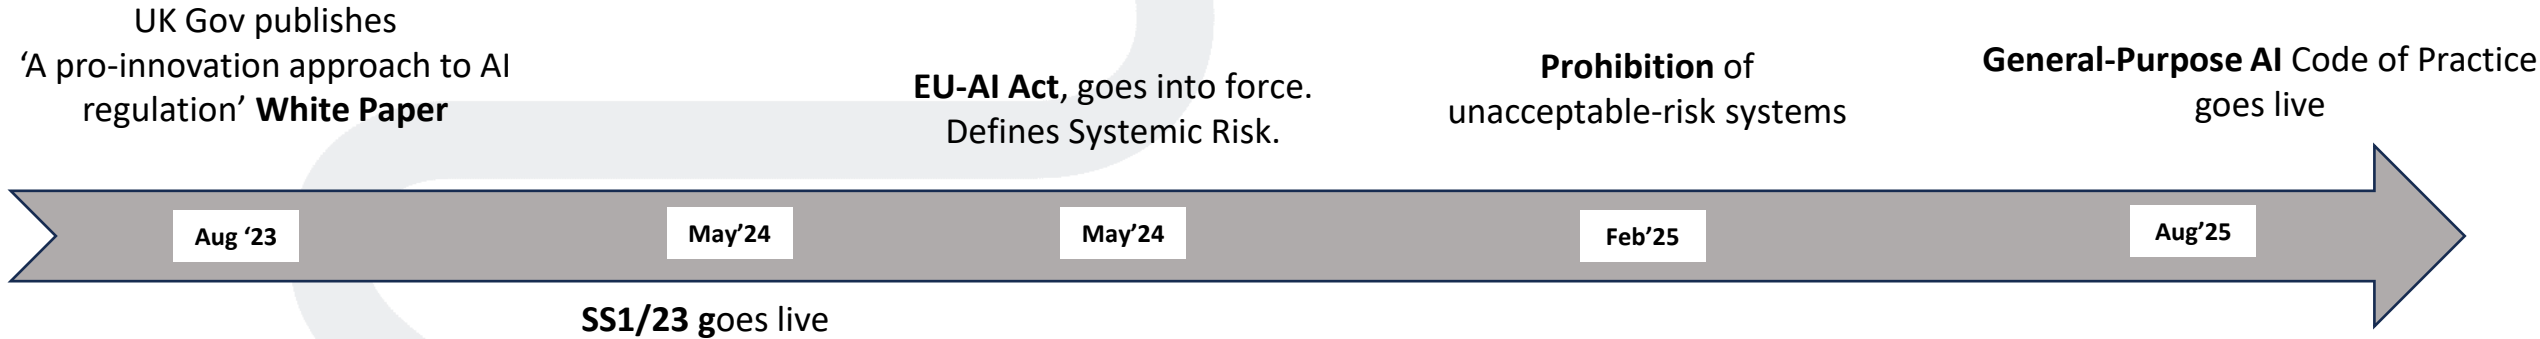 UK Gov publishes
‘A pro-innovation approach to AI
regulation’ White Paper
EU-AI Act, goes into force.
Defines Systemic Risk.
Prohibition of
unacceptable-risk systems
General-Purpose AI Code of Practice
goes live
Aug ‘23
May’24
May’24
Feb’25
Aug’25
SS1/23 goes live